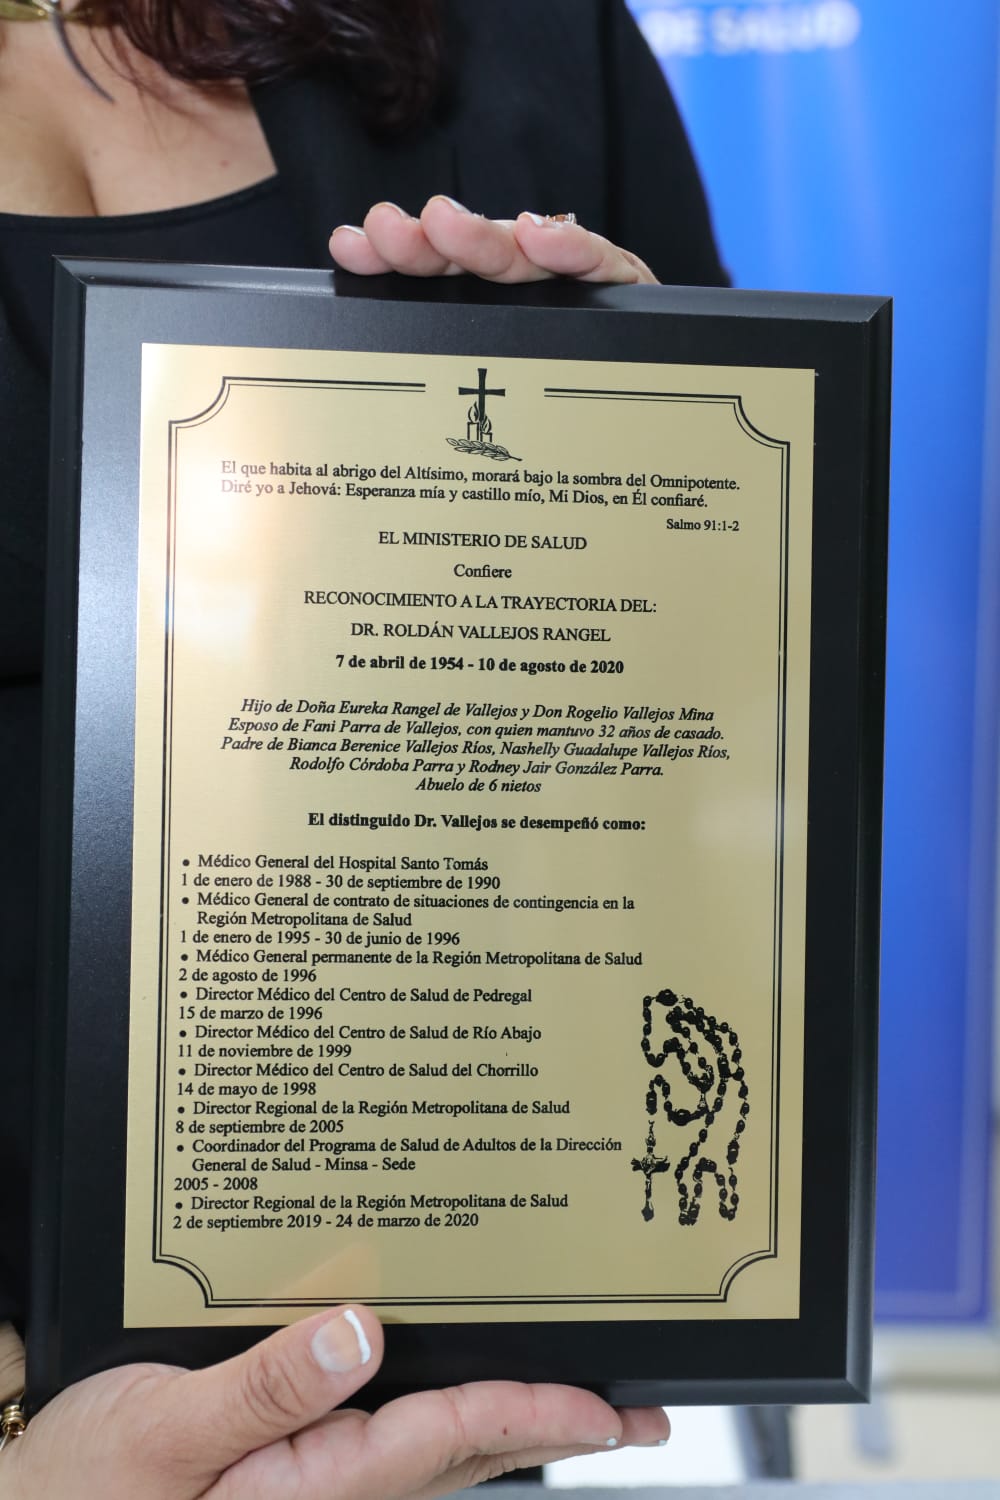 DE SALUD
El que habita al abrigo del Altísimo, morará bajo la sombra del Omnipotente.
Diré yo a Jehová: Esperanza mía y castillo mío, Mi Dios, en Él confiaré.
Salmo 91:1-2
EL MINISTERIO DE SALUD
Confiere
RECONOCIMIENTO A LA TRAYECTORIA DEL:
DR. ROLDÁN VALLEJOS RANGEL
7 de abril de 1954 - 10 de agosto de 2020
Hijo de Doña Eureka Rangel de Vallejos y Don Rogelio Vallejos Mina
Esposo de Fani Parra de Vallejos, con quien mantuvo 32 años de casado.
Padre de Bianca Berenice Vallejos Ríos, Nashelly Guadalupe Vallejos Ríos,
Rodolfo Córdoba Parra y Rodney Jair González Parra.
Abuelo de 6 nietos
El distinguido Dr. Vallejos se desempeñó como:
• Médico General del Hospital Santo Tomás
1 de enero de 1988 - 30 de septiembre de 1990
• Médico General de contrato de situaciones de contingencia en la
Región Metropolitana de Salud
1 de enero de 1995 - 30 de junio de 1996
• Médico General permanente de la Región Metropolitana de Salud
2 de agosto de 1996
• Director Médico del Centro de Salud de Pedregal
15 de marzo de 1996
• Director Médico del Centro de Salud de Río Abajo
11 de noviembre de 1999
• Director Médico del Centro de Salud del Chorrillo
14 de mayo de 1998
• Director Regional de la Región Metropolitana de Salud
8 de septiembre de 2005
• Coordinador del Programa de Salud de Adultos de la Dirección
General de Salud - Minsa - Sede
2005 - 2008
• Director Regional de la Región Metropolitana de Salud
2 de septiembre 2019 - 24 de marzo de 2020